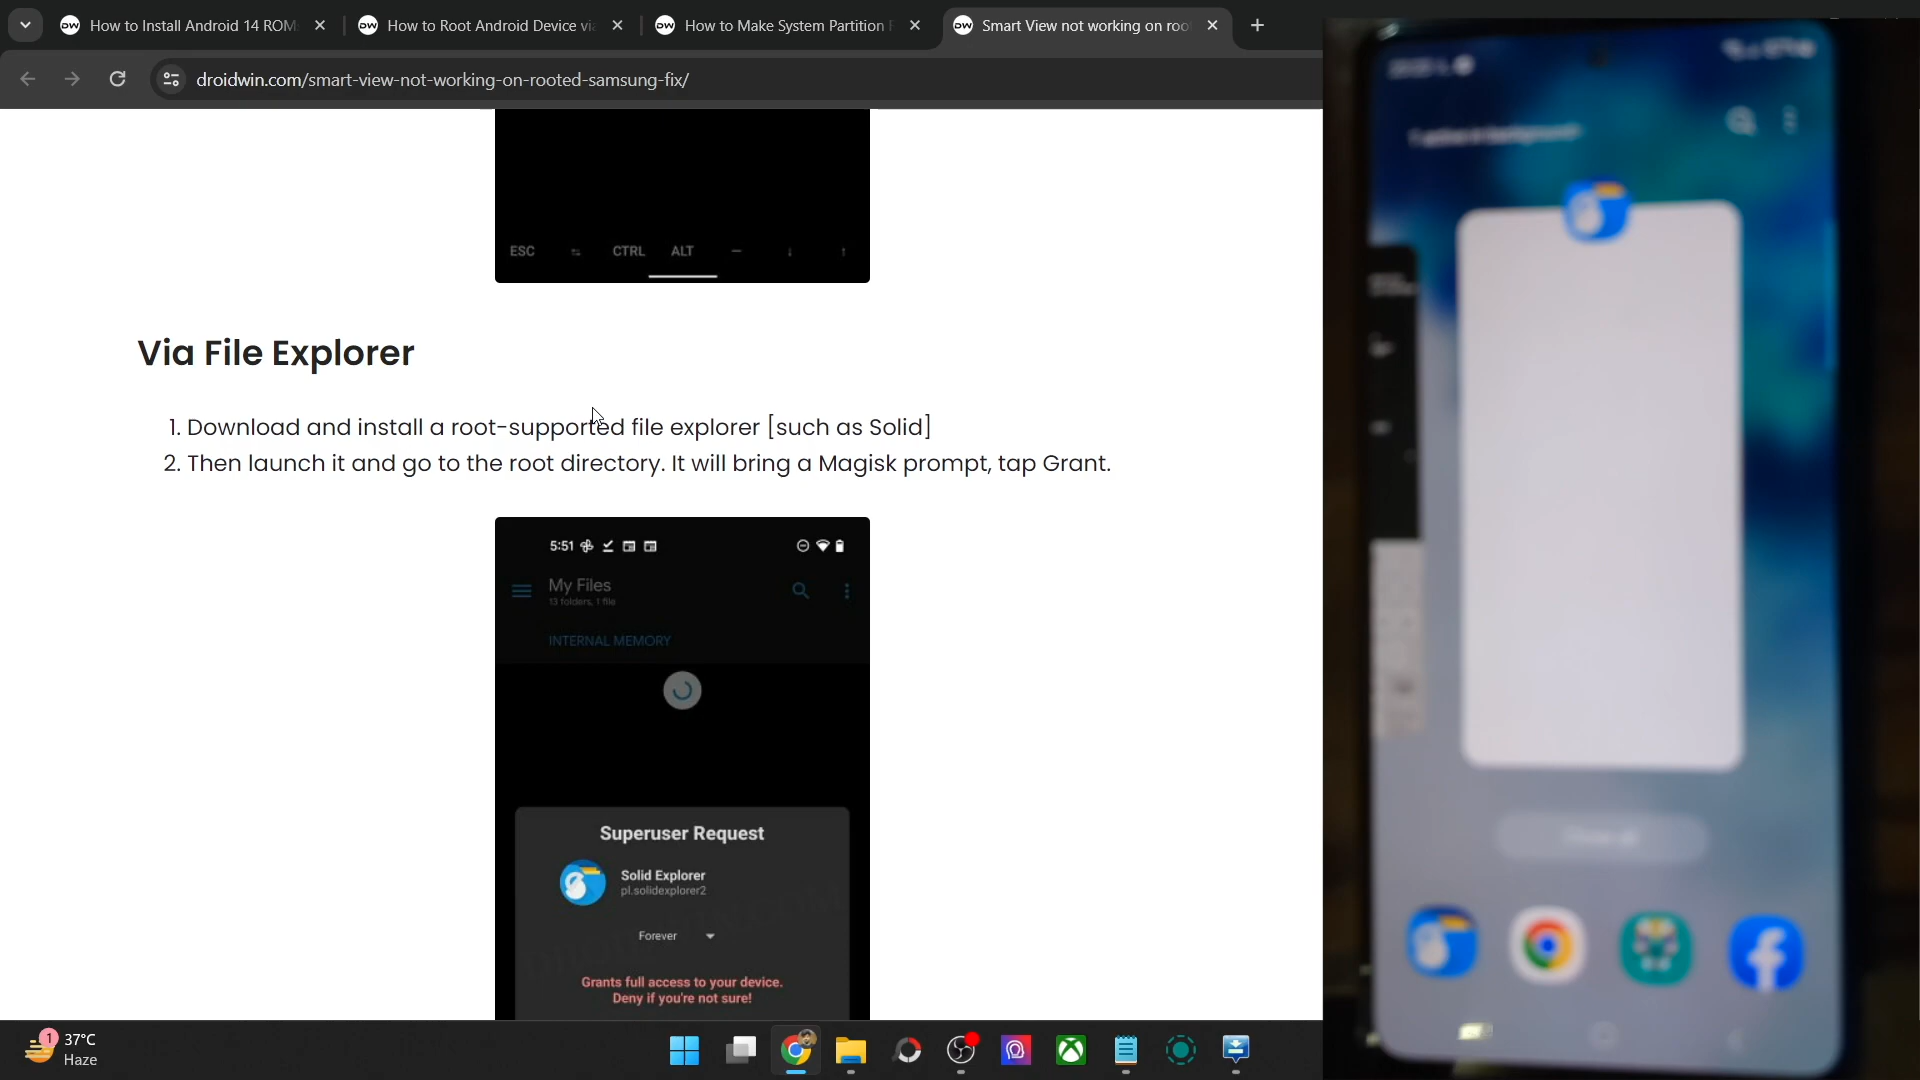 How to Install Android 14 ROM
How to Root Android Device via
How to Make System Partition
Smart View not working on roo
droidwin.com/smart-view-not-working-on-rooted-samsung-fix/
ESC
CTRL
ALT
Via File Explorer
1. Download and install a root-supported file explorer [such as Solid]
2. Then launch it and go to the root directory. It will bring a Magisk prompt, tap Grant.
5:51
My Files
13 folders, 1 file
INTERNAL MEMORY
Superuser Request
Solid Explorer
pl.solidexplorer2
Forever
Grants full access to your device.
Deny if you're not sure!
1
37°C
Haze